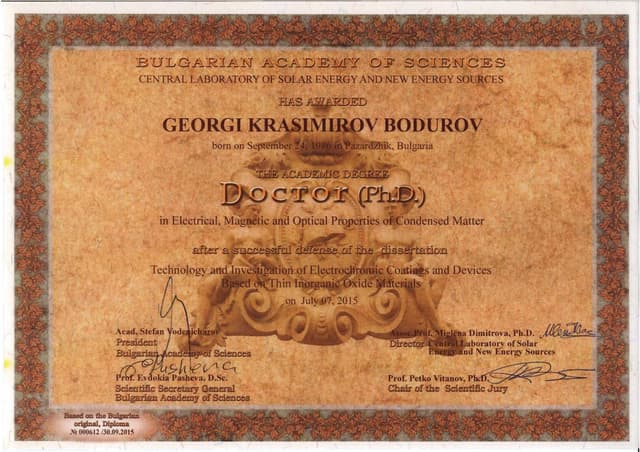 BULGARIAN ACADEMY OF SCIENCES
CENTRAL LABORATORY OF SOLAR ENERGY AND NEW ENERGY SOURCES
HAS AWARDED
GEORGI KRASIMIROV BODUROV
born on September 24, 1986 in Pazardzhik, Bulgaria
THE ACADEMIC DEGREE
DOCTOR (PH.D.)
in Electrical, Magnetic and Optical Properties of Condensed Matter
after a successful defense of the dissertation
Technology and Investigation of Electrochromic Coatings and Devices
Based on Thin Inorganic Oxide Materials
on July 07, 2015
Acad. Stefan Vodenicharov
President
Bulgarian Academy of Sciences
Prof. Evdokia Pasheva, D.Sc.
Scientific Secretary General
Bulgarian Academy of Sciences
Assoc. Prof. Miglena Dimitrova, Ph.D.
Director Central Laboratory of Solar
Energy and New Energy Sources
Prof. Petko Vitanov, Ph.D.
Chair of the Scientific Jury
Based on the Bulgarian
original, Diploma
№ 000612 /30.09.2015